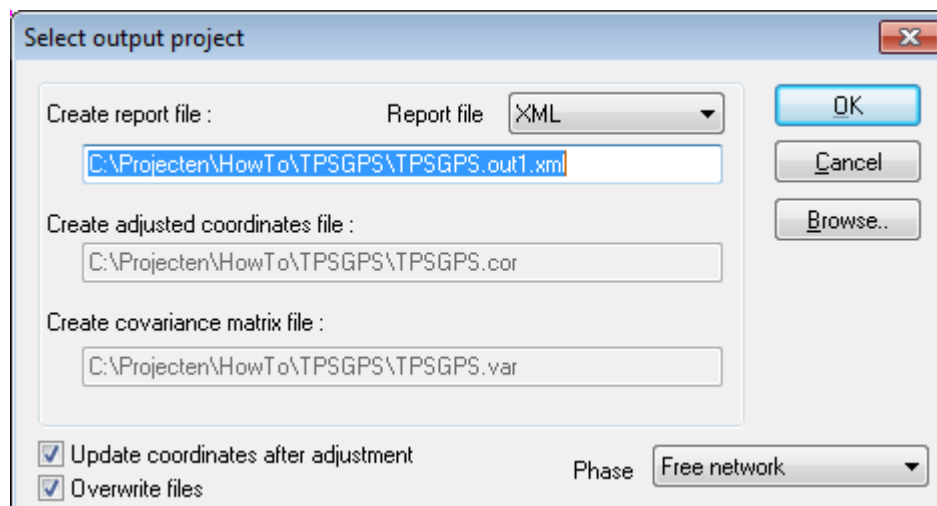 Select output project
Create report file : Report file XML OK
C:\Projecten\HowTo\TPSGPS\TPSGPS.out1.xml
Cancel
Create adjusted coordinates file : Browse..
C:\Projecten\HowTo\TPSGPS\TPSGPS.cor
Create covariance matrix file :
C:\Projecten\HowTo\TPSGPS\TPSGPS.var
Update coordinates after adjustment
Phase Free network
Overwrite files